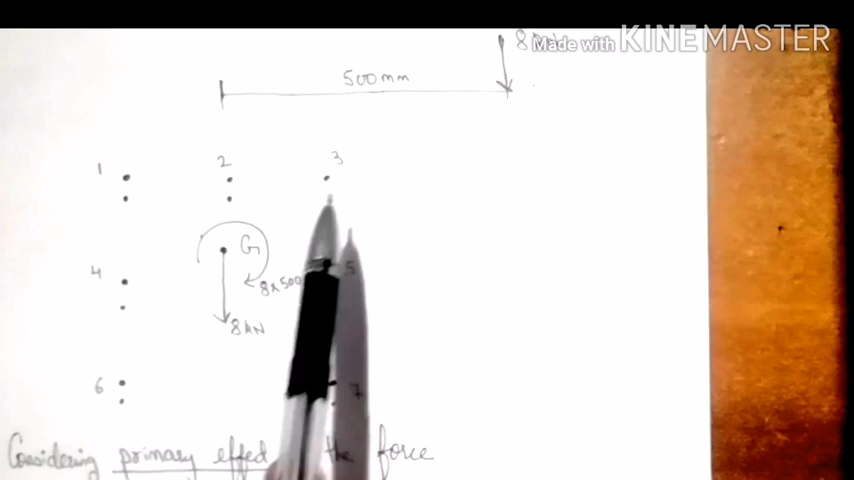 Made with KINEMASTER
500mm
1 2 3
G
4 8x500 5
8kN
6 7
Considering primary effect the force